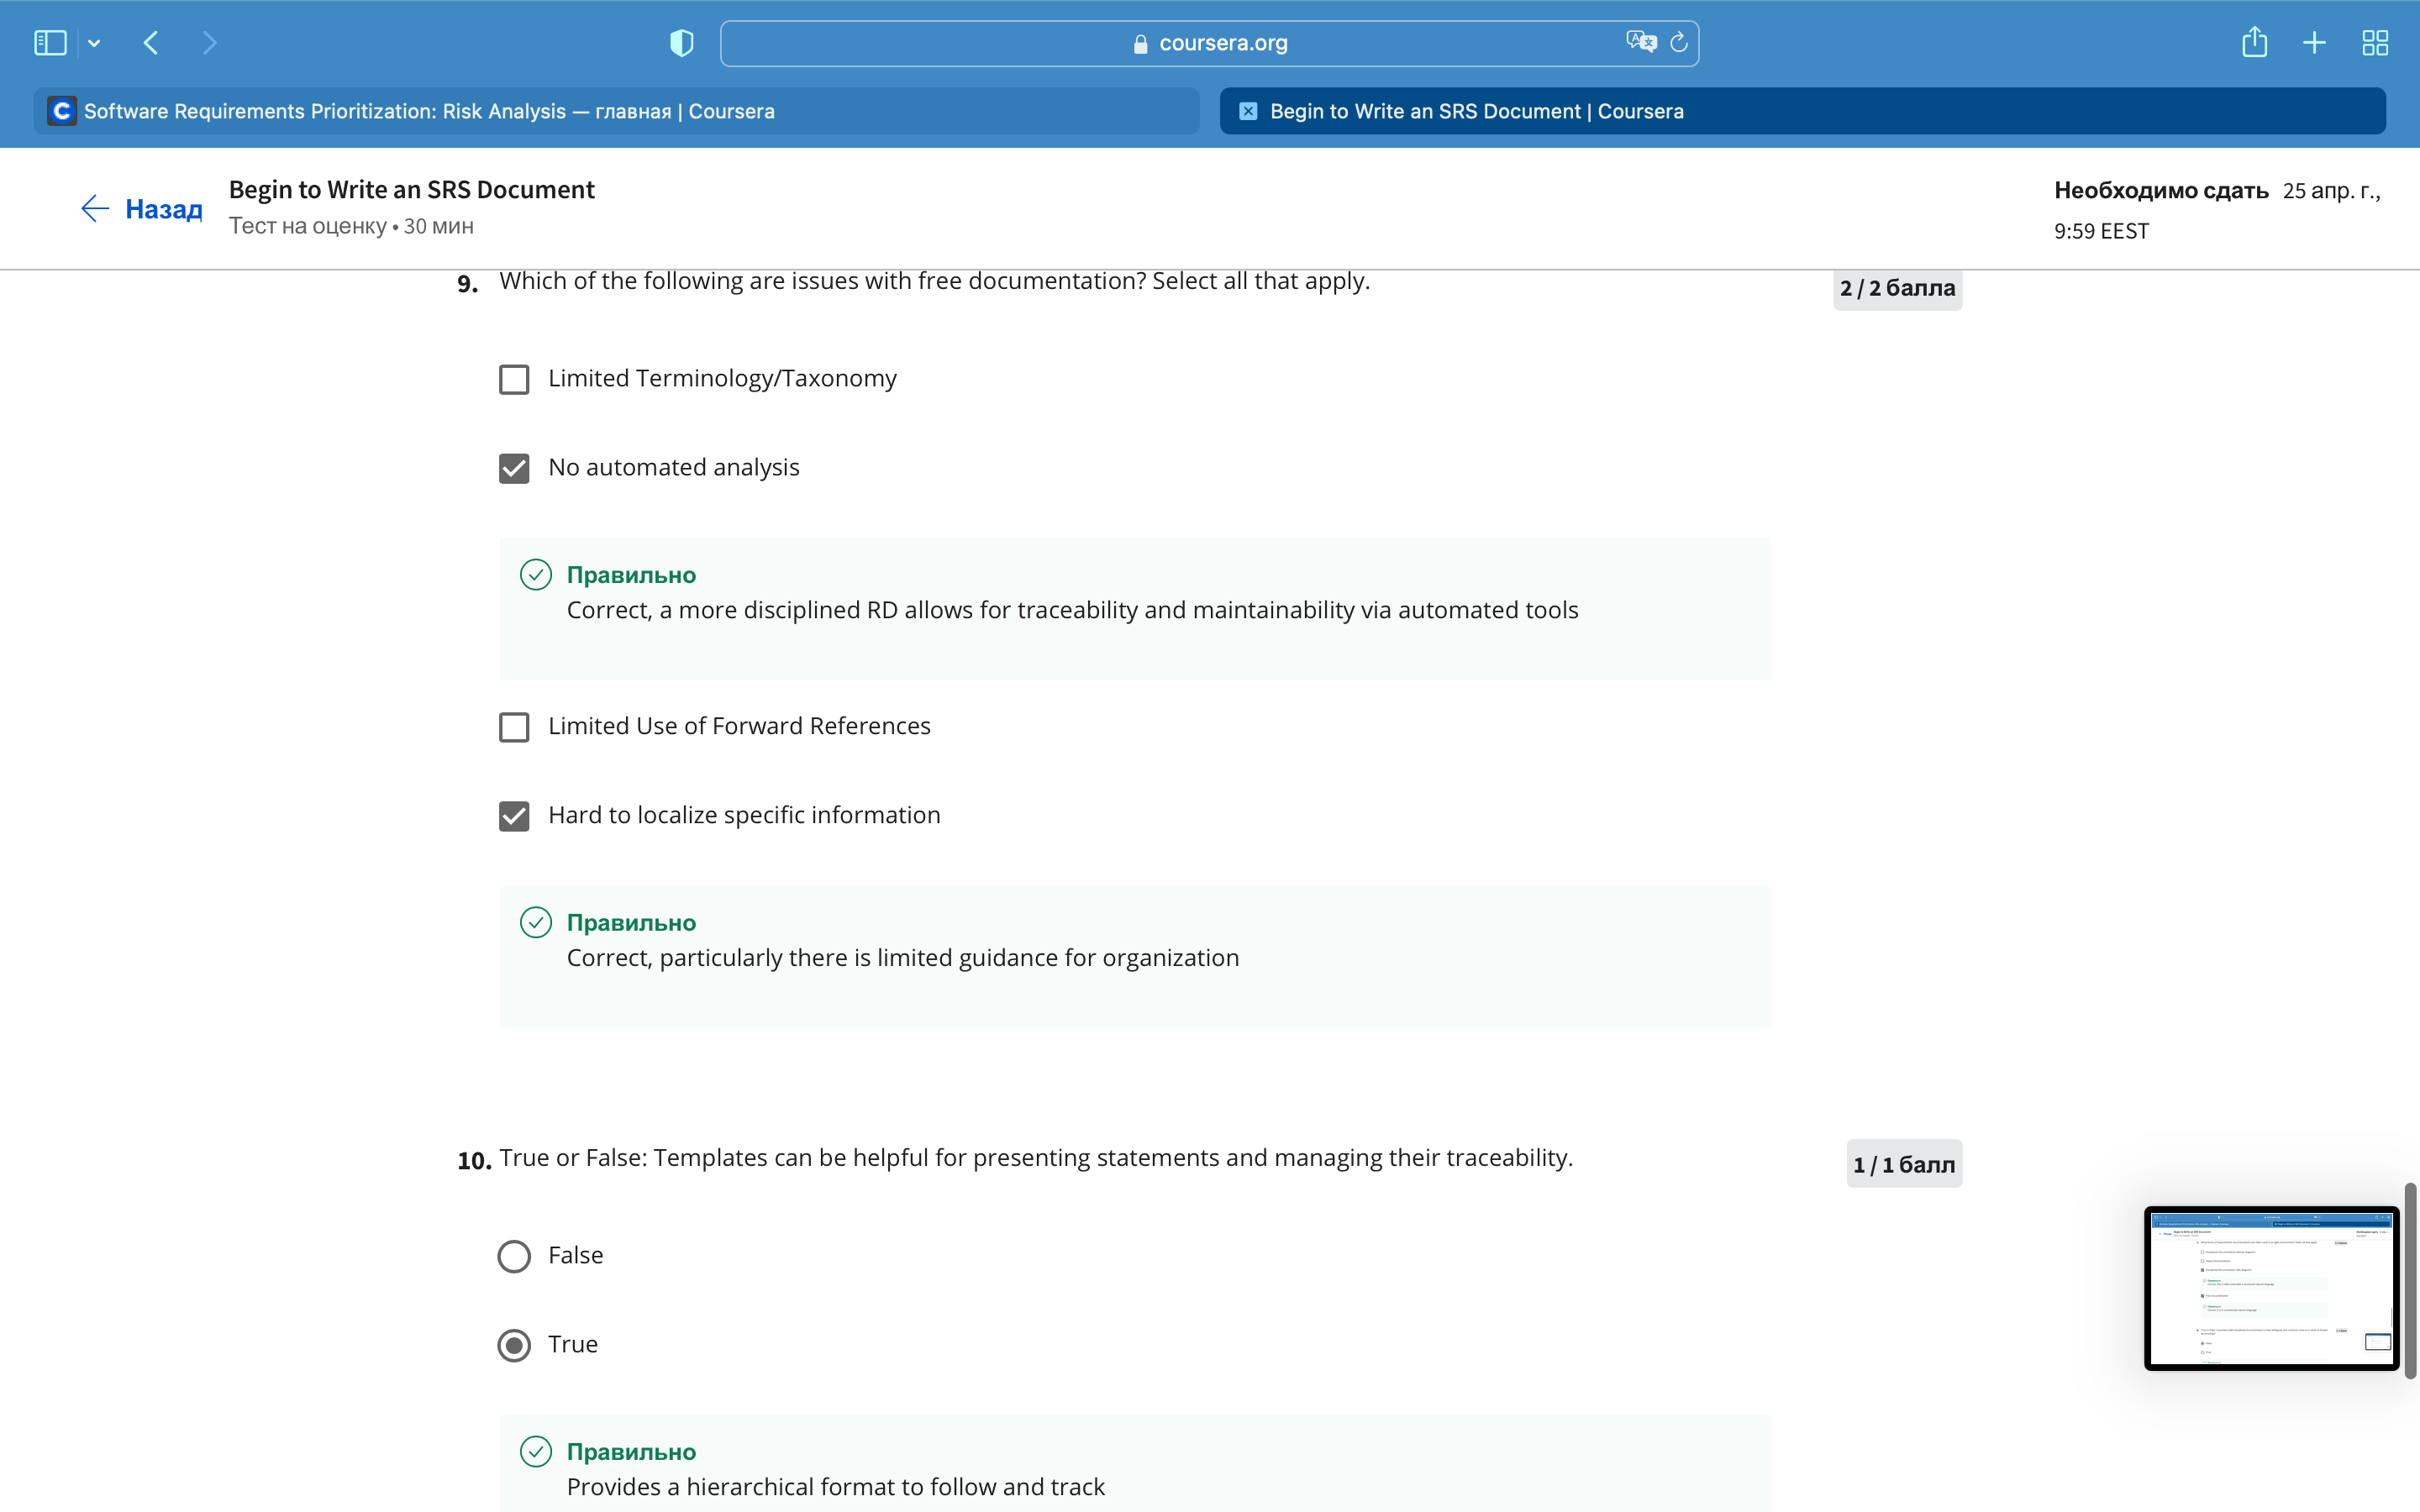 coursera.org
Software Requirements Prioritization: Risk Analysis — главная | Coursera
Begin to Write an SRS Document | Coursera
Назад
Begin to Write an SRS Document
Тест на оценку • 30 мин
Необходимо сдать 25 апр. г.,
9:59 EEST
9. Which of the following are issues with free documentation? Select all that apply.
2 / 2 балла
Limited Terminology/Taxonomy
No automated analysis
Правильно
Correct, a more disciplined RD allows for traceability and maintainability via automated tools
Limited Use of Forward References
Hard to localize specific information
Правильно
Correct, particularly there is limited guidance for organization
10. True or False: Templates can be helpful for presenting statements and managing their traceability.
1 / 1 балл
False
True
Правильно
Provides a hierarchical format to follow and track